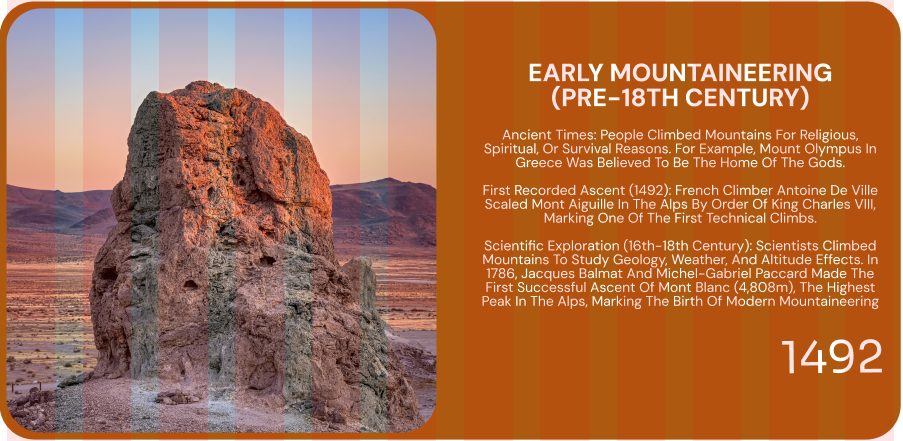 EARLY MOUNTAINEERING
(PRE-18TH CENTURY)
Ancient Times: People Climbed Mountains For Religious,
Spiritual, Or Survival Reasons. For Example, Mount Olympus In
Greece Was Believed To Be The Home Of The Gods.
First Recorded Ascent (1492): French Climber Antoine De Ville
Scaled Mont Aiguille In The Alps By Order Of King Charles VIII,
Marking One Of The First Technical Climbs.
Scientific Exploration (16th-18th Century): Scientists Climbed
Mountains To Study Geology, Weather, And Altitude Effects. In
1786, Jacques Balmat And Michel-Gabriel Paccard Made The
First Successful Ascent Of Mont Blanc (4,808m), The Highest
Peak In The Alps, Marking The Birth Of Modern Mountaineering
1492